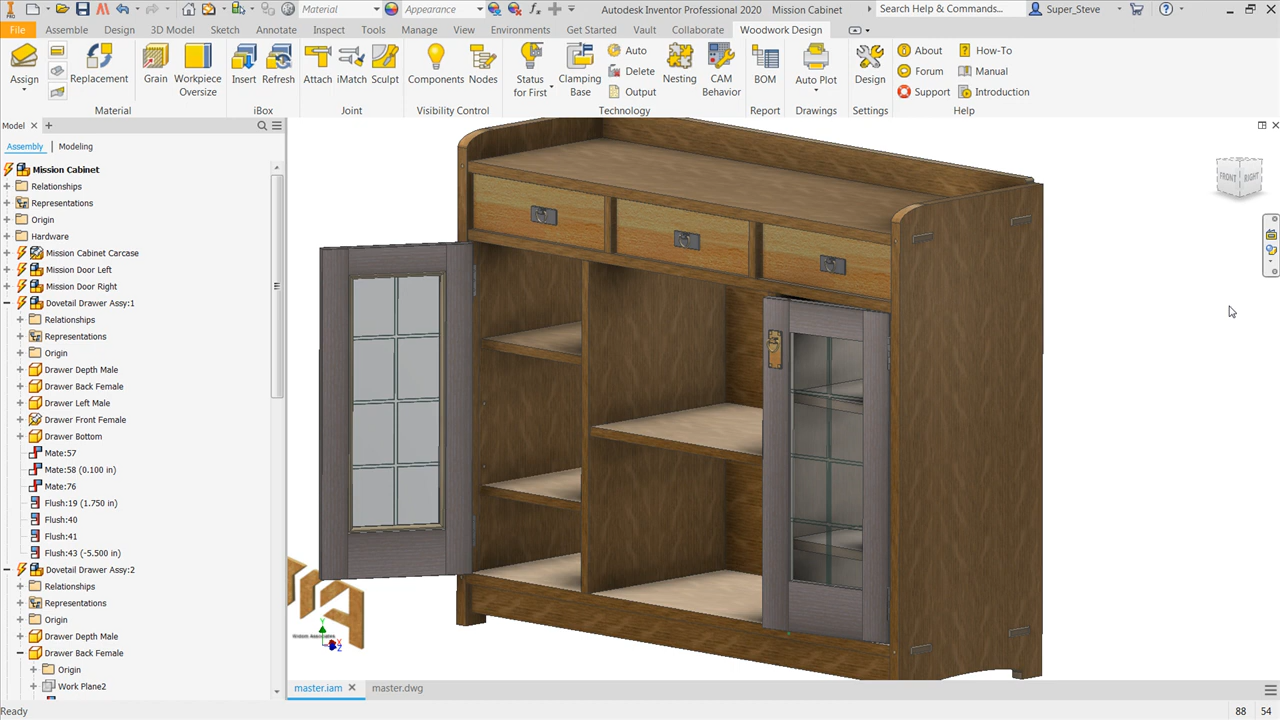 PRO
Material
Appearance
Autodesk Inventor Professional 2020 Mission Cabinet
Search Help & Commands...
Super_Steve
File
Assemble
Design
3D Model
Sketch
Annotate
Inspect
Tools
Manage
View
Environments
Get Started
Vault
Collaborate
Woodwork Design
Assign
Replacement
Grain
Workpiece
Oversize
Insert
Refresh
Attach
iMatch
Sculpt
Components
Nodes
Status
for First
Clamping
Base
Auto
Delete
Output
Nesting
CAM
Behavior
BOM
Auto Plot
Design
About
Forum
Support
How-To
Manual
Introduction
Material
iBox
Joint
Visibility Control
Technology
Report
Drawings
Settings
Help
Model
Assembly
Modeling
Mission Cabinet
Relationships
Representations
Origin
Hardware
Mission Cabinet Carcase
Mission Door Left
Mission Door Right
Dovetail Drawer Assy:1
Relationships
Representations
Origin
Drawer Depth Male
Drawer Back Female
Drawer Left Male
Drawer Front Female
Drawer Bottom
Mate:57
Mate:58 (0.100 in)
Mate:76
Flush:19 (1.750 in)
Flush:40
Flush:41
Flush:43 (-5.500 in)
Dovetail Drawer Assy:2
Relationships
Representations
Origin
Drawer Depth Male
Drawer Back Female
Origin
Work Plane2
FRONT
RIGHT
Y
X
Z
master.iam
master.dwg
Ready
88
54